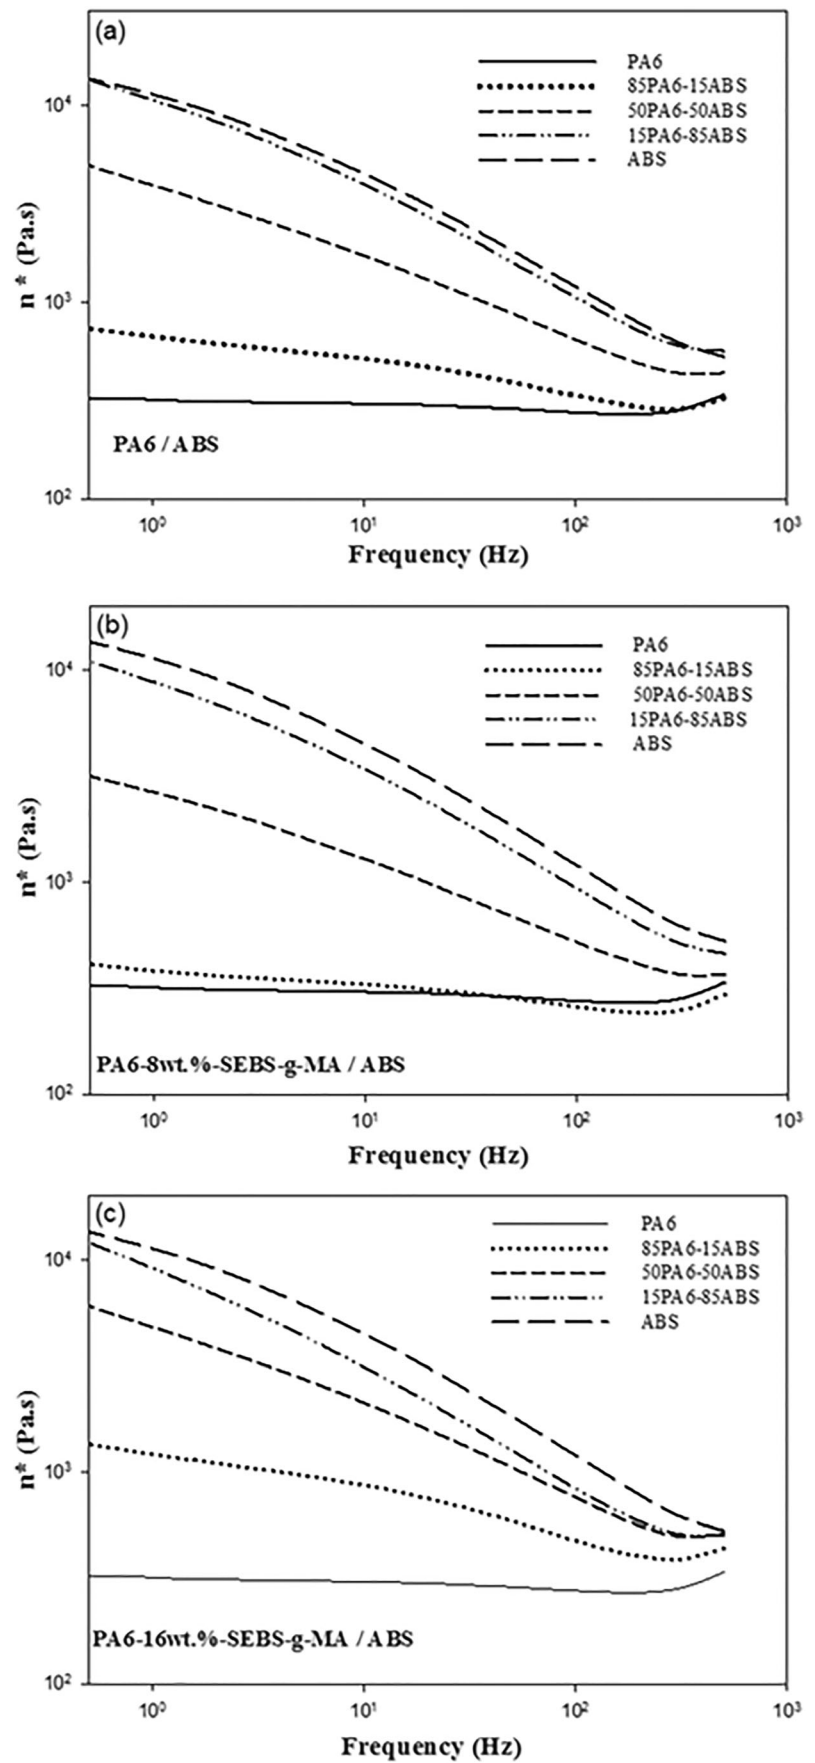 (a)
PA6
85PA6-15ABS
50PA6-50ABS
15PA6-85ABS
ABS
10⁴
10³
10²
n* (Pa.s)
PA6 / ABS
10⁰ 10¹ 10² 10³
Frequency (Hz)
(b)
PA6
85PA6-15ABS
50PA6-50ABS
15PA6-85ABS
ABS
10⁴
10³
10²
n* (Pa.s)
PA6-8wt.%-SEBS-g-MA / ABS
10⁰ 10¹ 10² 10³
Frequency (Hz)
(c)
PA6
85PA6-15ABS
50PA6-50ABS
15PA6-85ABS
ABS
10⁴
10³
10²
n* (Pa.s)
PA6-16wt.%-SEBS-g-MA / ABS
10⁰ 10¹ 10² 10³
Frequency (Hz)